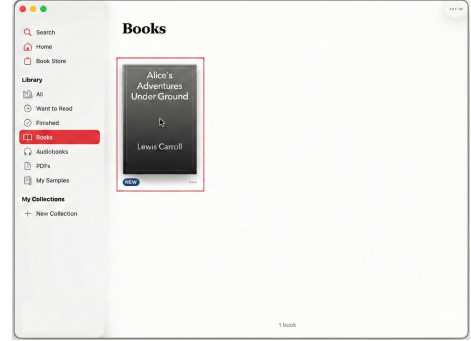 Search
Home
Book Store
Library
All
Want to Read
Finished
Books
Audiobooks
PDFs
My Samples
My Collections
New Collection
Books
Alice's
Adventures
Under Ground
Lewis Carroll
NEW
1 book